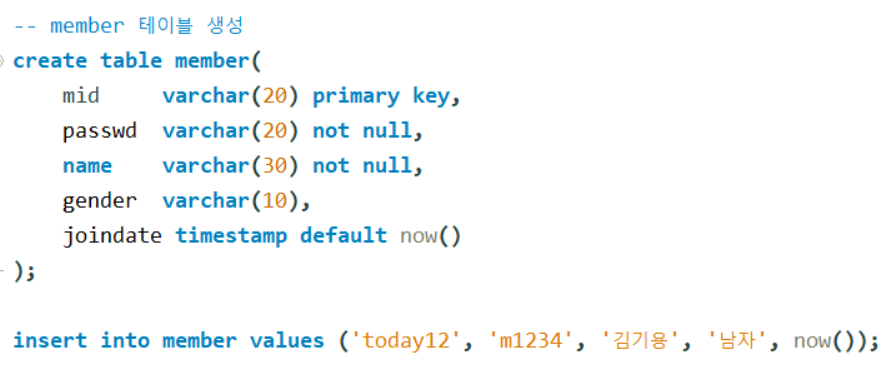 -- member 테이블 생성
create table member(
    mid     varchar(20) primary key,
    passwd  varchar(20) not null,
    name    varchar(30) not null,
    gender  varchar(10),
    joindate timestamp default now()
);
insert into member values ('today12', 'm1234', '김기용', '남자', now());